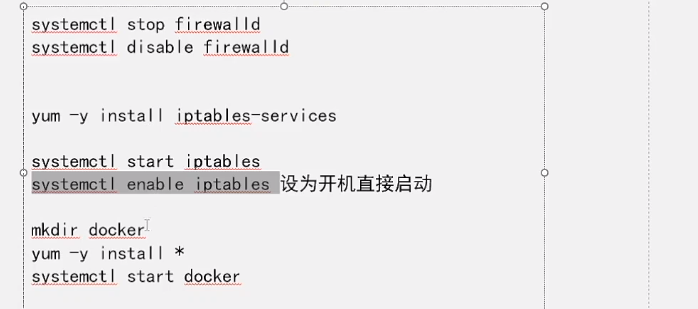 systemctl stop firewalld
systemctl disable firewalld
yum -y install iptables-services
systemctl start iptables
systemctl enable iptables 设为开机直接启动
mkdir docker
yum -y install *
systemctl start docker